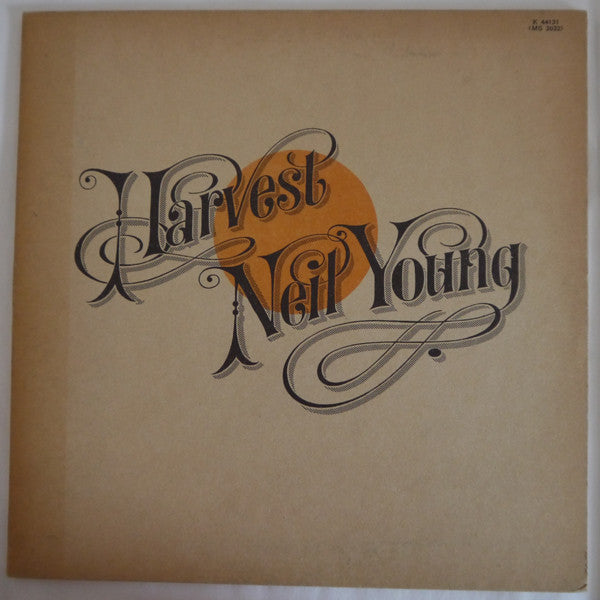 K 44131
(MS 2032)
Harvest
Neil Young